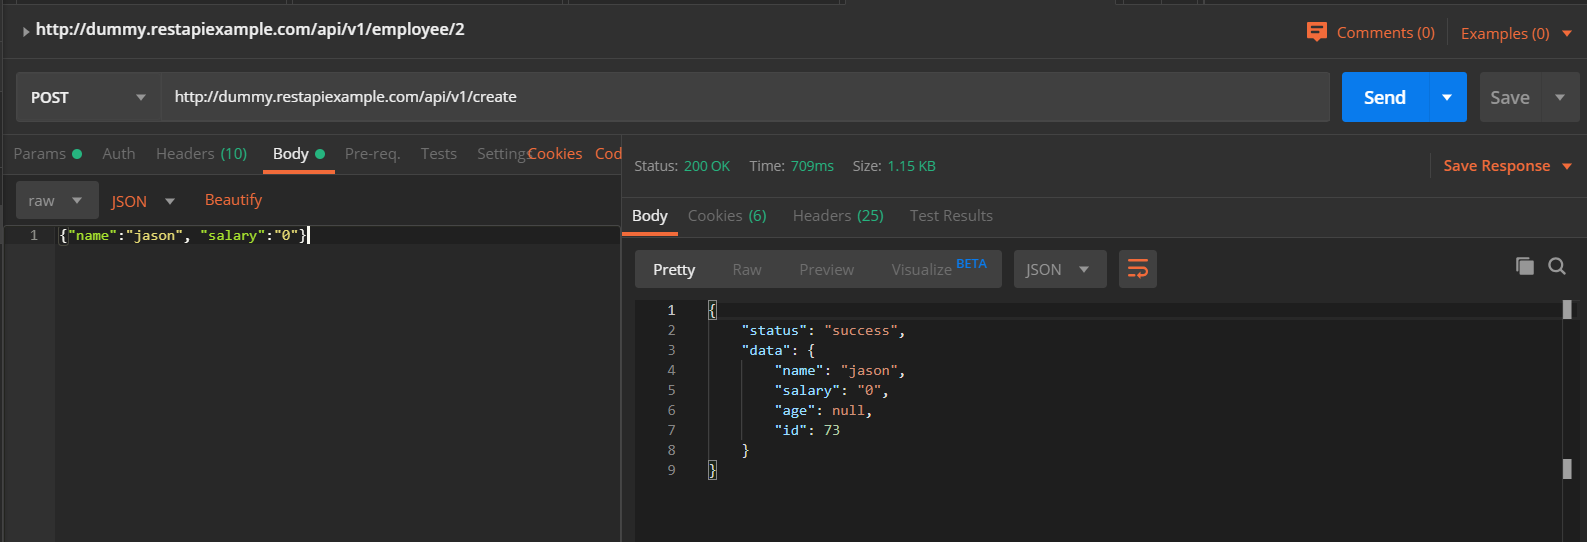 http://dummy.restapiexample.com/api/v1/employee/2
Comments (0) Examples (0)
POST http://dummy.restapiexample.com/api/v1/create Send Save
Params Auth Headers (10) Body Pre-req. Tests Settings Cookies Cod
raw JSON Beautify
1 {"name":"jason", "salary":"0"}
Status: 200 OK Time: 709ms Size: 1.15 KB Save Response
Body Cookies (6) Headers (25) Test Results
Pretty Raw Preview Visualize BETA JSON
1 {
2 "status": "success",
3 "data": {
4 "name": "jason",
5 "salary": "0",
6 "age": null,
7 "id": 73
8 }
9 }